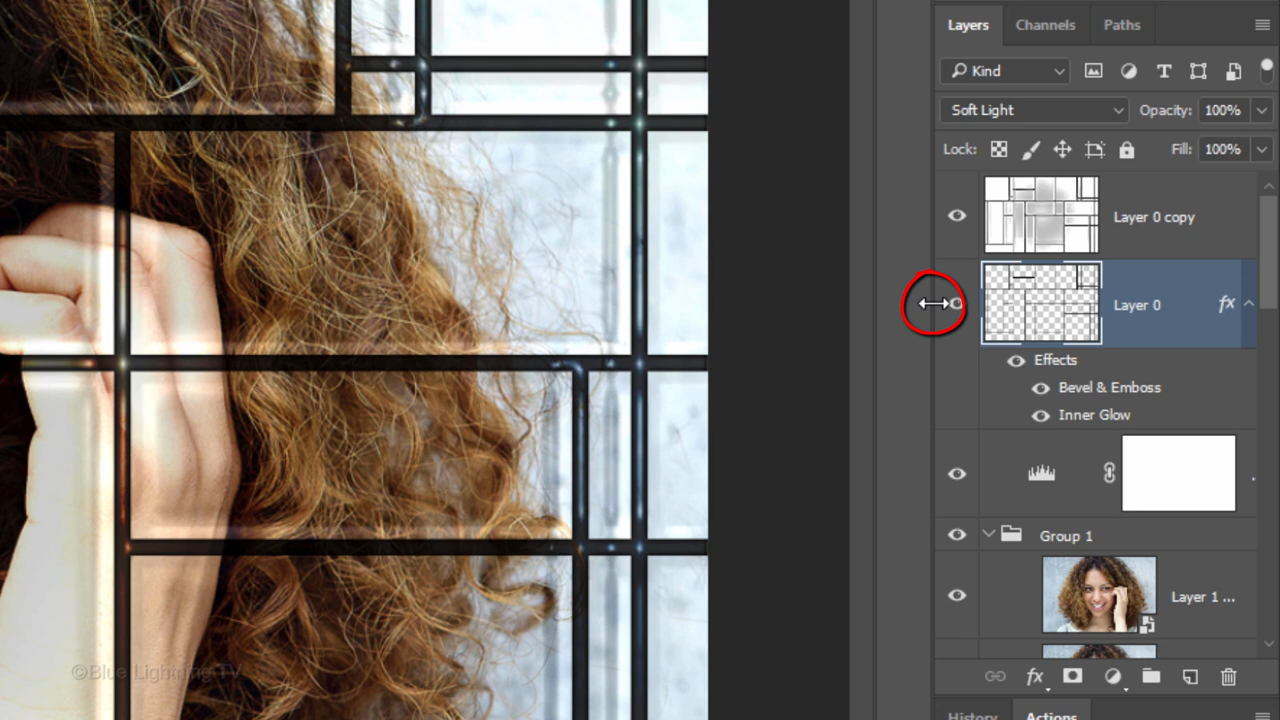 Layers Channels Paths
Kind
Soft Light Opacity: 100%
Lock: Fill: 100%
Layer 0 copy
Layer 0 fx
Effects
Bevel & Emboss
Inner Glow
Group 1
Layer 1 ...
©Blue Lightning TV
fx
History Actions